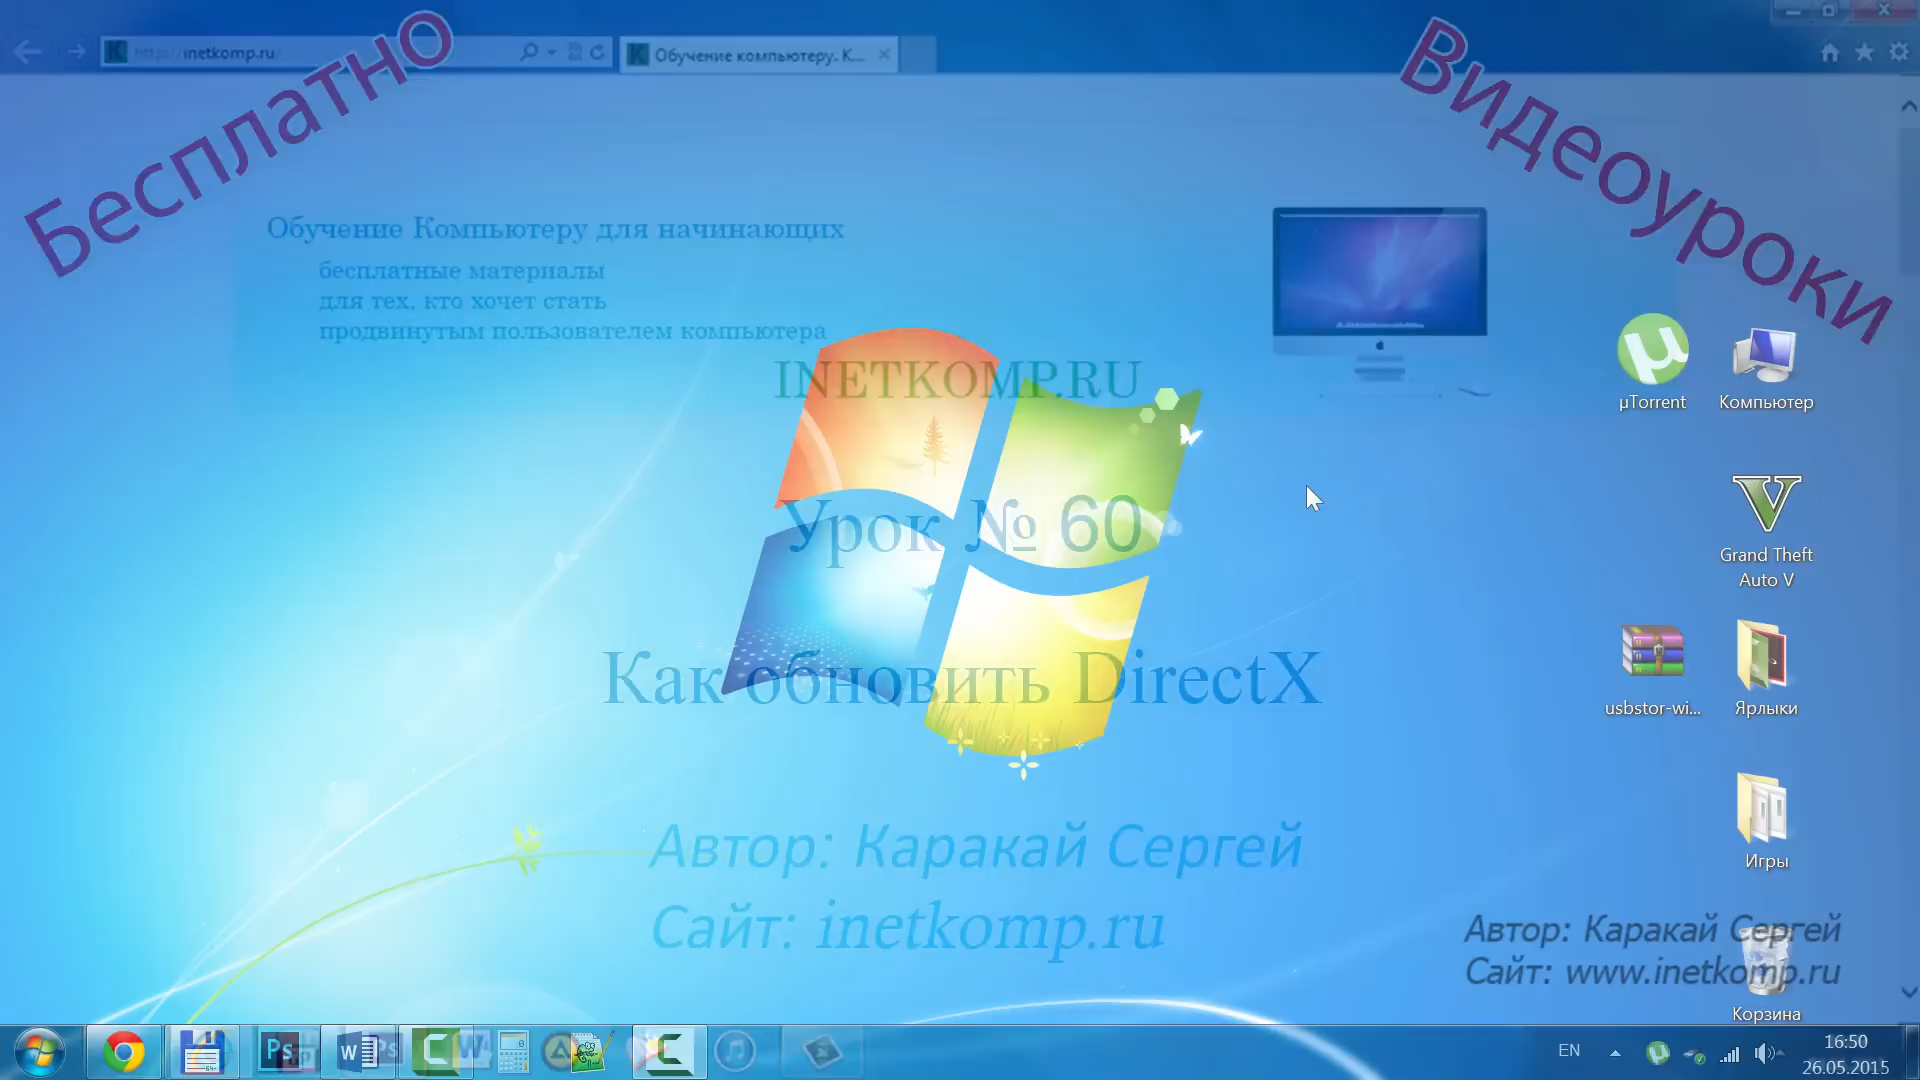 Бесплатно
Видеоуроки
http://inetkomp.ru
Обучение компьютеру. К...
Обучение Компьютеру для начинающих
бесплатные материалы
для тех, кто хочет стать
продвинутым пользователем компьютера
INETKOMP.RU
Урок № 60
Как обновить DirectX
Автор: Каракай Сергей
Сайт: inetkomp.ru
µTorrent
Компьютер
Grand Theft
Auto V
usbstor-wi...
Ярлыки
Игры
Автор: Каракай Сергей
Сайт: www.inetkomp.ru
Корзина
Ps
W
EN
16:50
26.05.2015